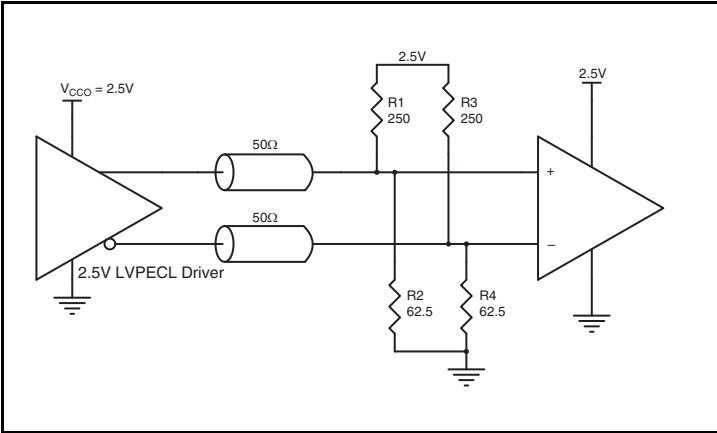 2.5V
V_CCO = 2.5V
2.5V
R1
250
R3
250
50Ω
+
50Ω
−
2.5V LVPECL Driver
R2
62.5
R4
62.5